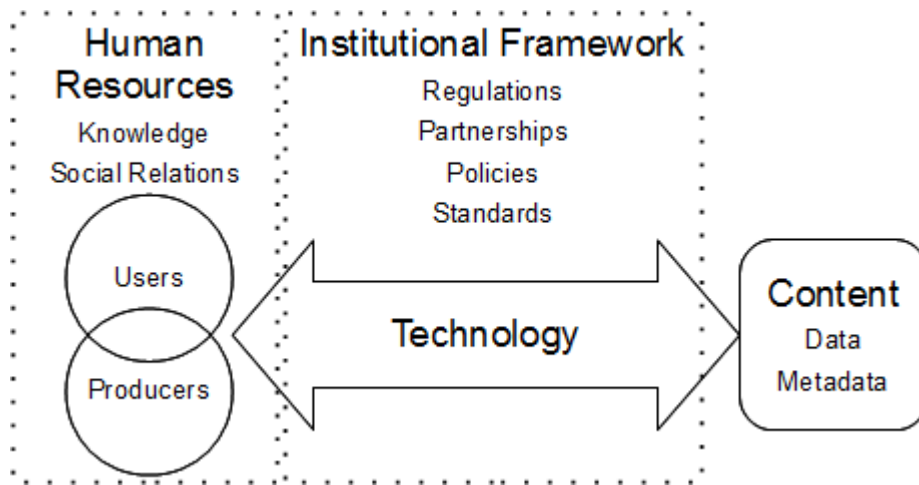 Human
Resources
Knowledge
Social Relations
Users
Producers
Institutional Framework
Regulations
Partnerships
Policies
Standards
Technology
Content
Data
Metadata